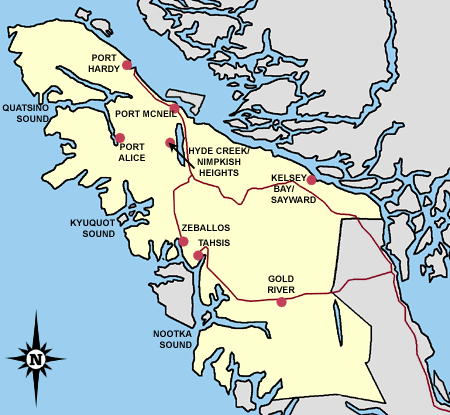 PORT
HARDY
QUATSINO
SOUND
PORT MCNEIL
PORT
ALICE
HYDE CREEK/
NIMPKISH
HEIGHTS
KELSEY
BAY/
SAYWARD
KYUQUOT
SOUND
ZEBALLOS
TAHSIS
GOLD
RIVER
NOOTKA
SOUND
N